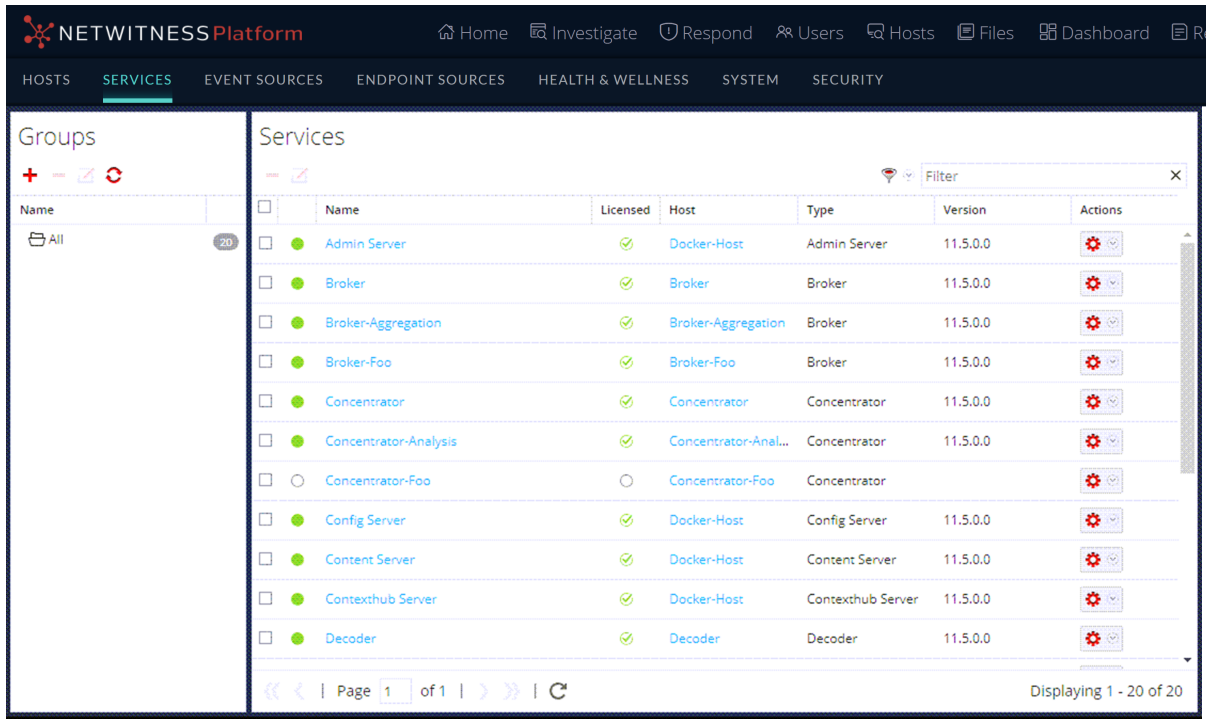 NETWITNESS Platform
Home Investigate Respond Users Hosts Files Dashboard
HOSTS SERVICES EVENT SOURCES ENDPOINT SOURCES HEALTH & WELLNESS SYSTEM SECURITY
Groups
Name
All 20
Services
Filter
Name Licensed Host Type Version Actions
Admin Server Docker-Host Admin Server 11.5.0.0
Broker Broker Broker 11.5.0.0
Broker-Aggregation Broker-Aggregation Broker 11.5.0.0
Broker-Foo Broker-Foo Broker 11.5.0.0
Concentrator Concentrator Concentrator 11.5.0.0
Concentrator-Analysis Concentrator-Anal... Concentrator 11.5.0.0
Concentrator-Foo Concentrator-Foo Concentrator
Config Server Docker-Host Config Server 11.5.0.0
Content Server Docker-Host Content Server 11.5.0.0
Contexthub Server Docker-Host Contexthub Server 11.5.0.0
Decoder Decoder Decoder 11.5.0.0
Page 1 of 1 Displaying 1 - 20 of 20